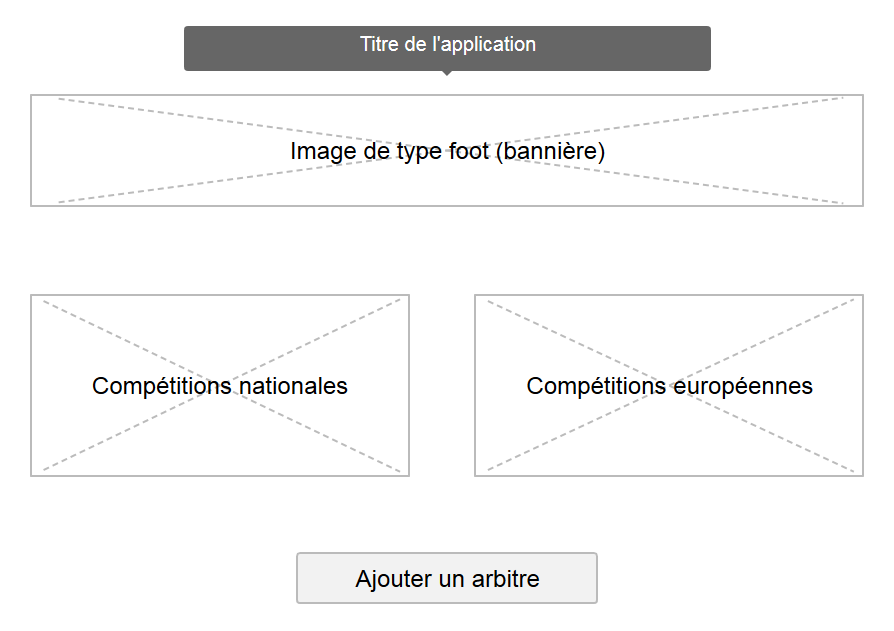 Titre de l'application
Image de type foot (bannière)
Compétitions nationales
Compétitions européennes
Ajouter un arbitre